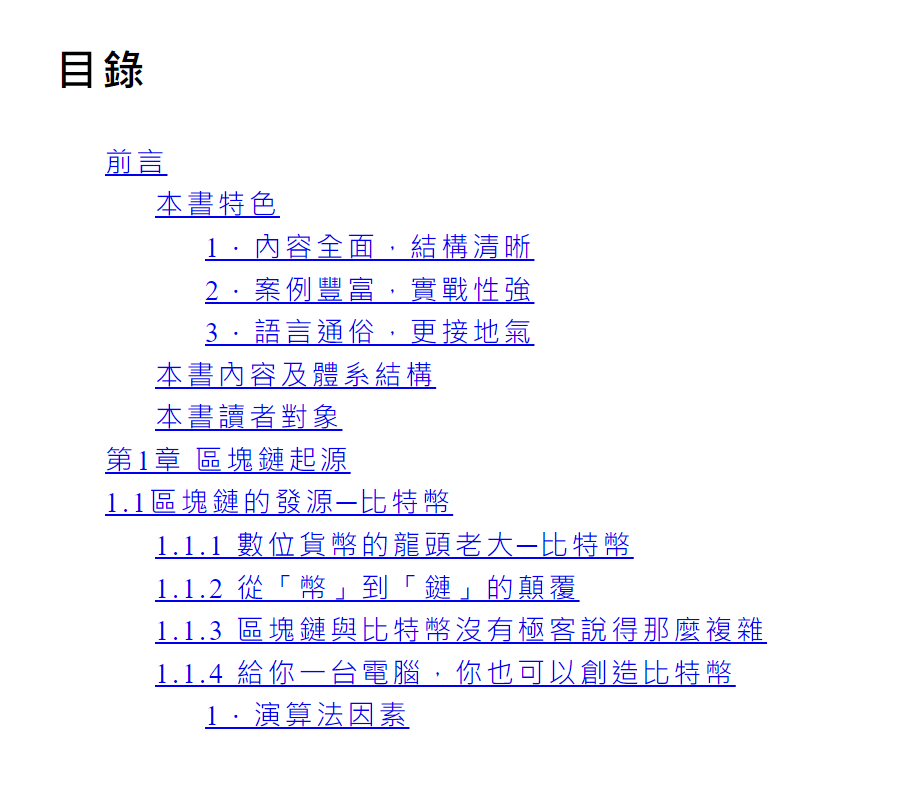 目錄
前言
本書特色
1．內容全面，結構清晰
2．案例豐富，實戰性強
3．語言通俗，更接地氣
本書內容及體系結構
本書讀者對象
第1章 區塊鏈起源
1.1區塊鏈的發源─比特幣
1.1.1 數位貨幣的龍頭老大─比特幣
1.1.2 從「幣」到「鏈」的顛覆
1.1.3 區塊鏈與比特幣沒有極客說得那麼複雜
1.1.4 給你一台電腦，你也可以創造比特幣
1．演算法因素